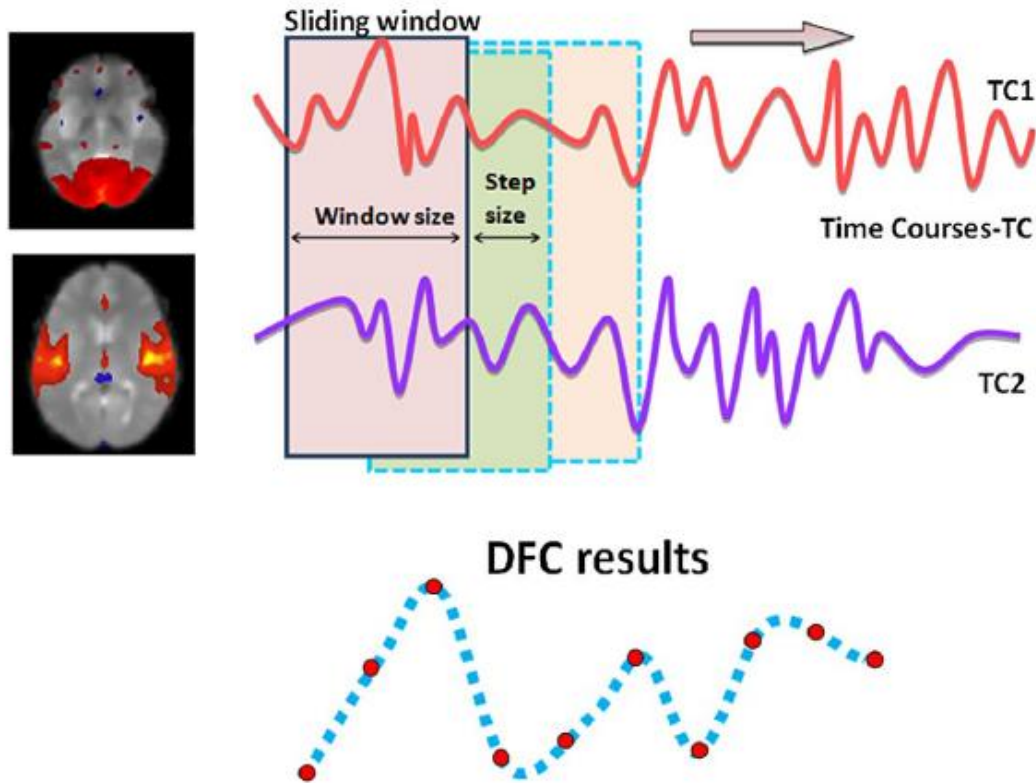 Sliding window
TC1
Step
size
Window size
Time Courses-TC
TC2
DFC results